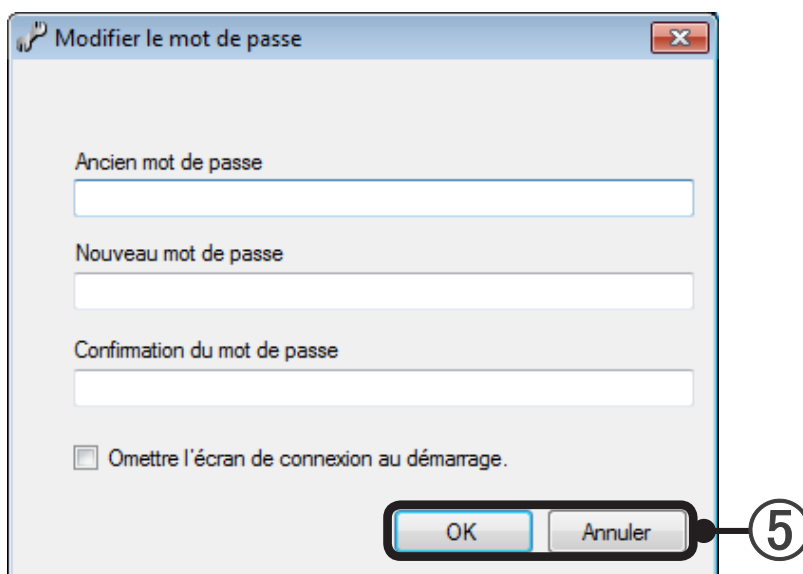 Modifier le mot de passe
Ancien mot de passe
Nouveau mot de passe
Confirmation du mot de passe
Omettre l'écran de connexion au démarrage.
OK Annuler
⑤